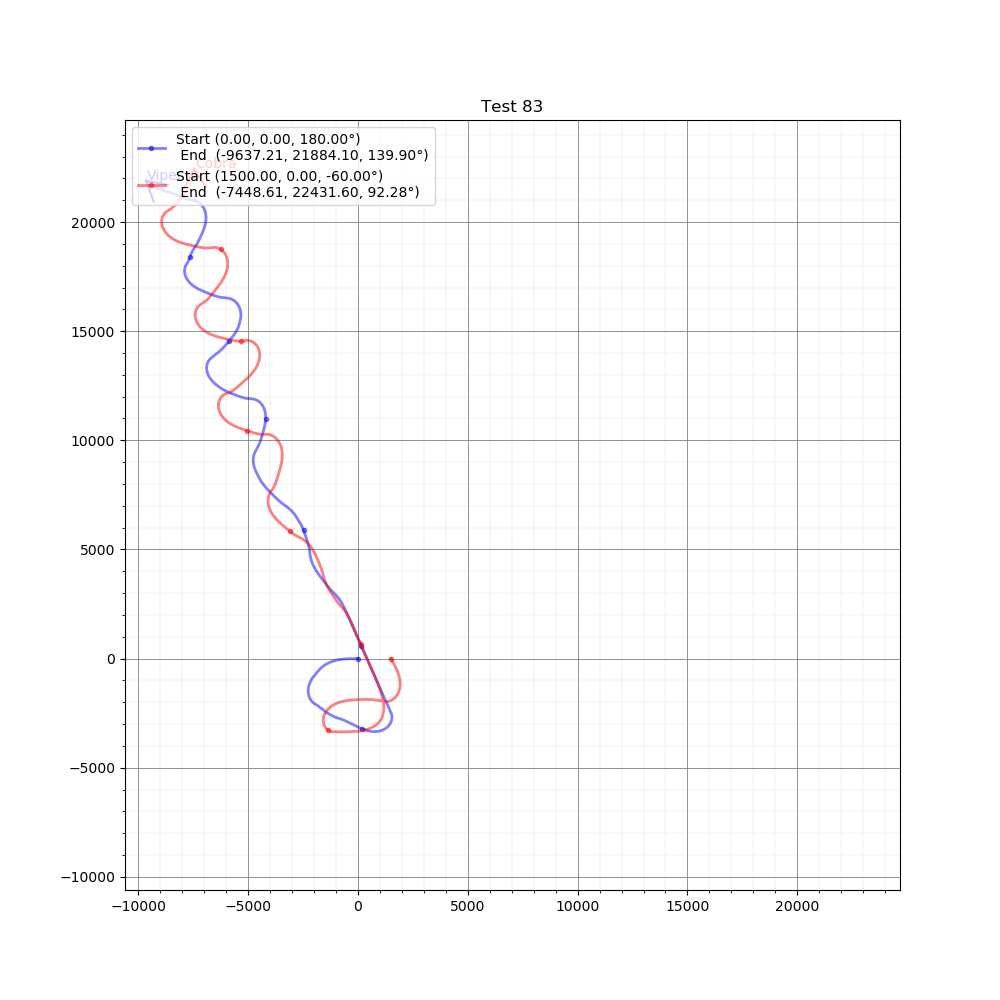 Test 83
Start (0.00, 0.00, 180.00°)
End (-9637.21, 21884.10, 139.90°)
Start (1500.00, 0.00, -60.00°)
End (-7448.61, 22431.60, 92.28°)
Cobra
Viper
20000
15000
10000
5000
0
−5000
−10000
−10000 −5000 0 5000 10000 15000 20000